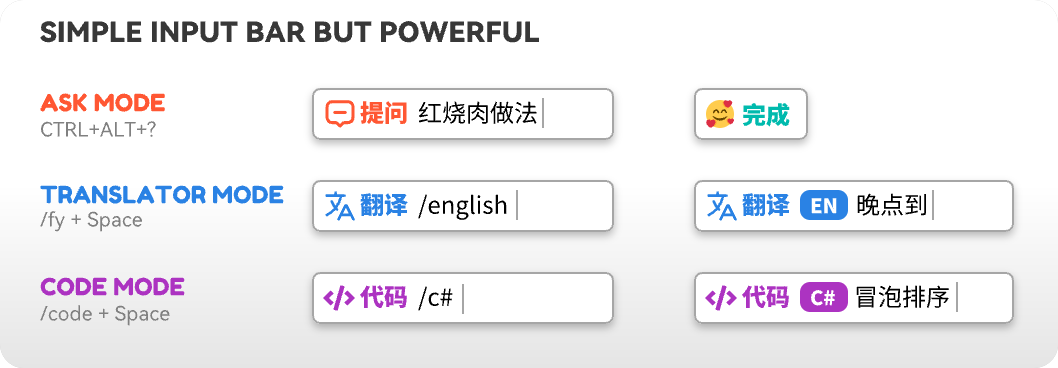 SIMPLE INPUT BAR BUT POWERFUL
ASK MODE
CTRL+ALT+?
提问 红烧肉做法
完成
TRANSLATOR MODE
/fy + Space
翻译 /english
翻译 EN 晚点到
CODE MODE
/code + Space
代码 /c#
代码 C# 冒泡排序